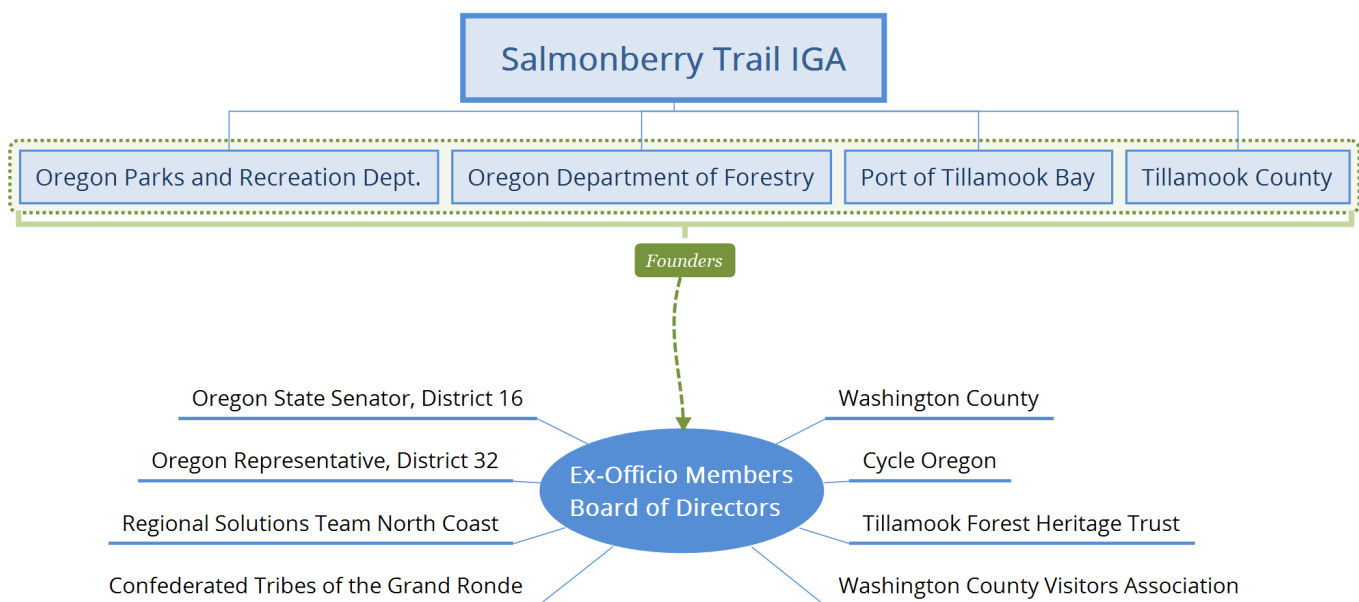 Salmonberry Trail IGA
Oregon Parks and Recreation Dept.
Oregon Department of Forestry
Port of Tillamook Bay
Tillamook County
Founders
Oregon State Senator, District 16
Oregon Representative, District 32
Regional Solutions Team North Coast
Confederated Tribes of the Grand Ronde
Ex-Officio Members
Board of Directors
Washington County
Cycle Oregon
Tillamook Forest Heritage Trust
Washington County Visitors Association